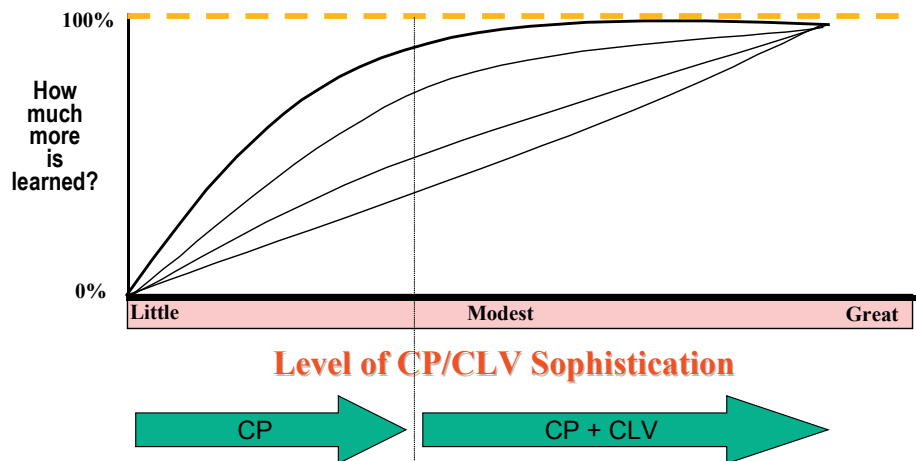 100%
How
much
more
is
learned?
0%
Little Modest Great
Level of CP/CLV Sophistication
CP CP + CLV